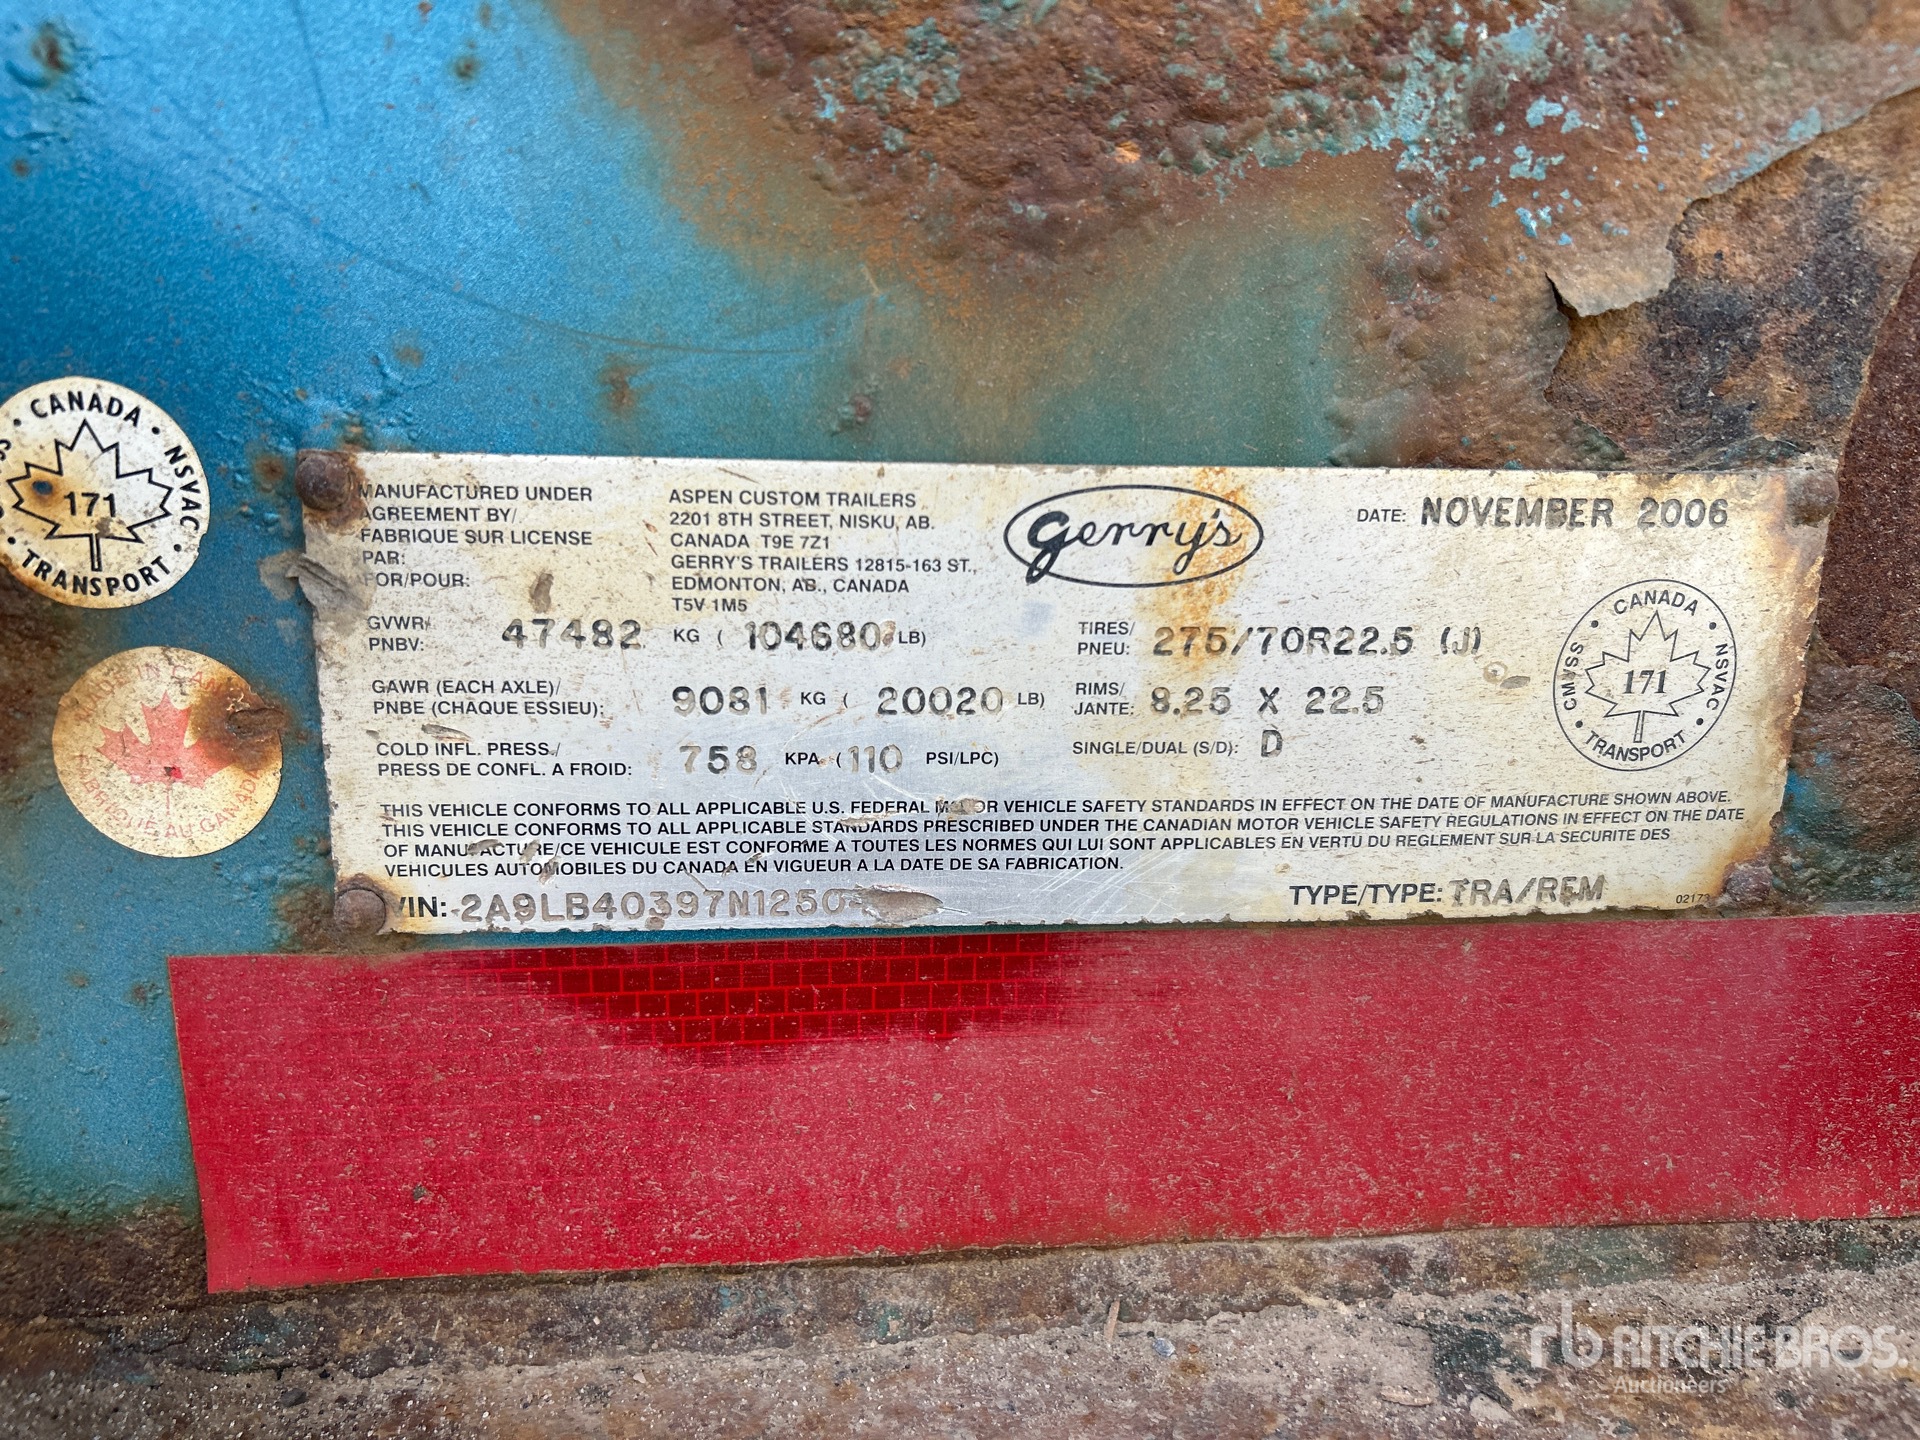 CANADA · NSVAC · TRANSPORT
171
MADE IN CANADA
FABRIQUE AU CANADA
MANUFACTURED UNDER
AGREEMENT BY/
FABRIQUE SUR LICENSE
PAR:
FOR/POUR:
ASPEN CUSTOM TRAILERS
2201 8TH STREET, NISKU, AB.
CANADA T9E 7Z1
GERRY'S TRAILERS 12815-163 ST.,
EDMONTON, AB., CANADA
T5V 1M5
Gerry's
DATE: NOVEMBER 2006
GVWR/
PNBV: 47482 KG ( 104680 LB)
TIRES/
PNEU: 275/70R22.5 (J)
GAWR (EACH AXLE)/
PNBE (CHAQUE ESSIEU): 9081 KG ( 20020 LB)
RIMS/
JANTE: 8.25 X 22.5
COLD INFL. PRESS./
PRESS DE CONFL. A FROID: 758 KPA ( 110 PSI/LPC)
SINGLE/DUAL (S/D): D
CANADA · NSVAC · TRANSPORT · CMVSS ·
171
THIS VEHICLE CONFORMS TO ALL APPLICABLE U.S. FEDERAL MOTOR VEHICLE SAFETY STANDARDS IN EFFECT ON THE DATE OF MANUFACTURE SHOWN ABOVE.
THIS VEHICLE CONFORMS TO ALL APPLICABLE STANDARDS PRESCRIBED UNDER THE CANADIAN MOTOR VEHICLE SAFETY REGULATIONS IN EFFECT ON THE DATE
OF MANUFACTURE/CE VEHICULE EST CONFORME A TOUTES LES NORMES QUI LUI SONT APPLICABLES EN VERTU DU REGLEMENT SUR LA SECURITE DES
VEHICULES AUTOMOBILES DU CANADA EN VIGUEUR A LA DATE DE SA FABRICATION.
VIN: 2A9LB40397N1250
TYPE/TYPE: TRA/REM
02173
rb RITCHIE BROS.
Auctioneers